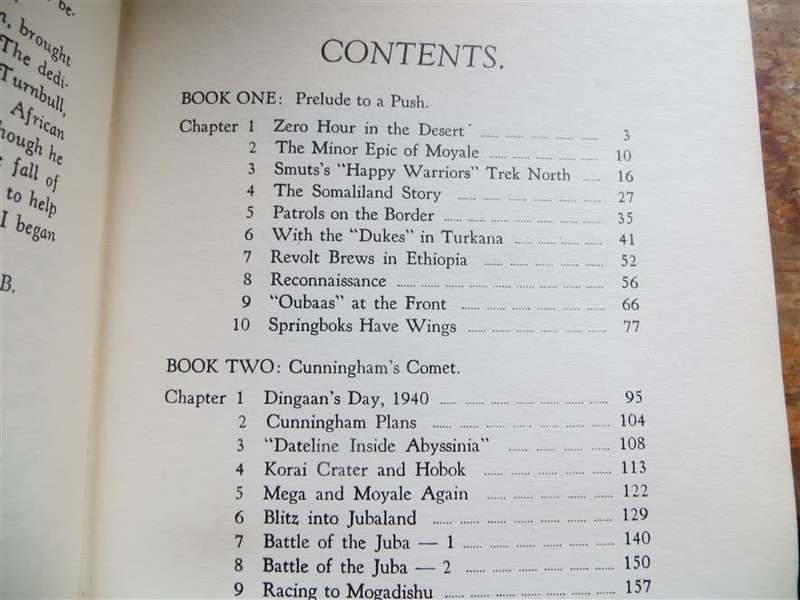 be-
n, brought
The dedi-
Turnbull,
African
hough he
fall of
to help
I began
B.
CONTENTS.
BOOK ONE: Prelude to a Push.
Chapter 1 Zero Hour in the Desert 3
2 The Minor Epic of Moyale 10
3 Smuts's "Happy Warriors" Trek North 16
4 The Somaliland Story 27
5 Patrols on the Border 35
6 With the "Dukes" in Turkana 41
7 Revolt Brews in Ethiopia 52
8 Reconnaissance 56
9 "Oubaas" at the Front 66
10 Springboks Have Wings 77
BOOK TWO: Cunningham's Comet.
Chapter 1 Dingaan's Day, 1940 95
2 Cunningham Plans 104
3 "Dateline Inside Abyssinia" 108
4 Korai Crater and Hobok 113
5 Mega and Moyale Again 122
6 Blitz into Jubaland 129
7 Battle of the Juba — 1 140
8 Battle of the Juba — 2 150
9 Racing to Mogadishu 157